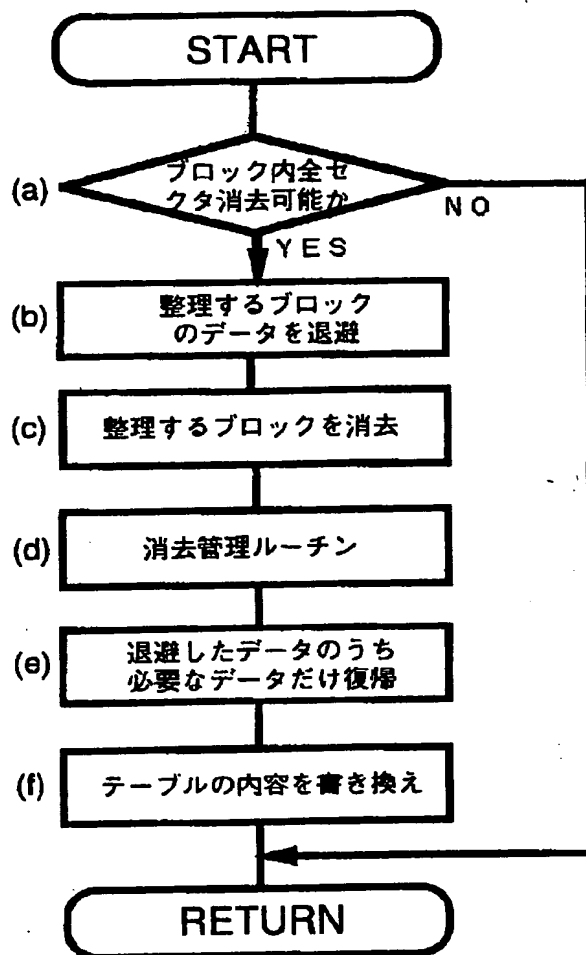 START
(a)
ブロック内全セ
クタ消去可能か
NO
YES
(b)
整理するブロック
のデータを退避
(c)
整理するブロックを消去
(d)
消去管理ルーチン
(e)
退避したデータのうち
必要なデータだけ復帰
(f)
テーブルの内容を書き換え
RETURN